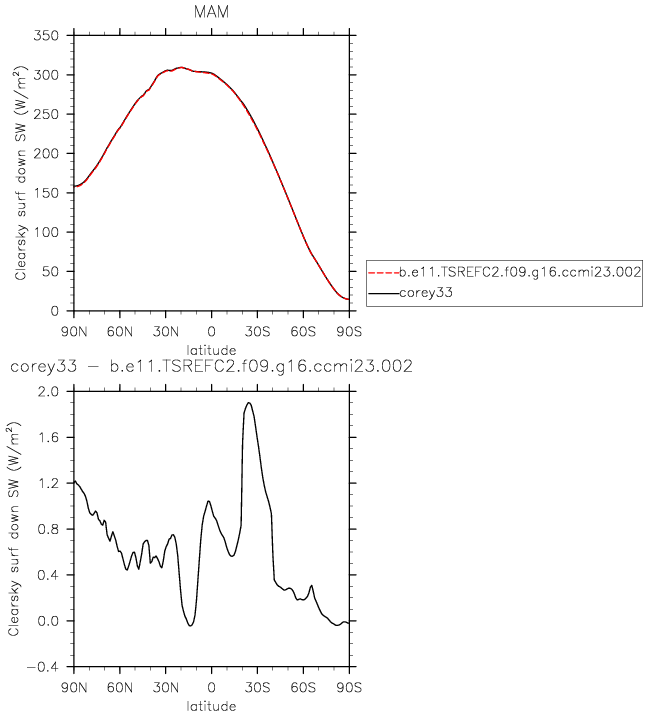 MAM
350
300
250
200
150
100
50
0
Clearsky surf down SW (W/m²)
90N 60N 30N 0 30S 60S 90S
latitude
b.e11.TSREFC2.f09.g16.ccmi23.002
corey33
corey33 − b.e11.TSREFC2.f09.g16.ccmi23.002
2.0
1.6
1.2
0.8
0.4
0.0
−0.4
Clearsky surf down SW (W/m²)
90N 60N 30N 0 30S 60S 90S
latitude